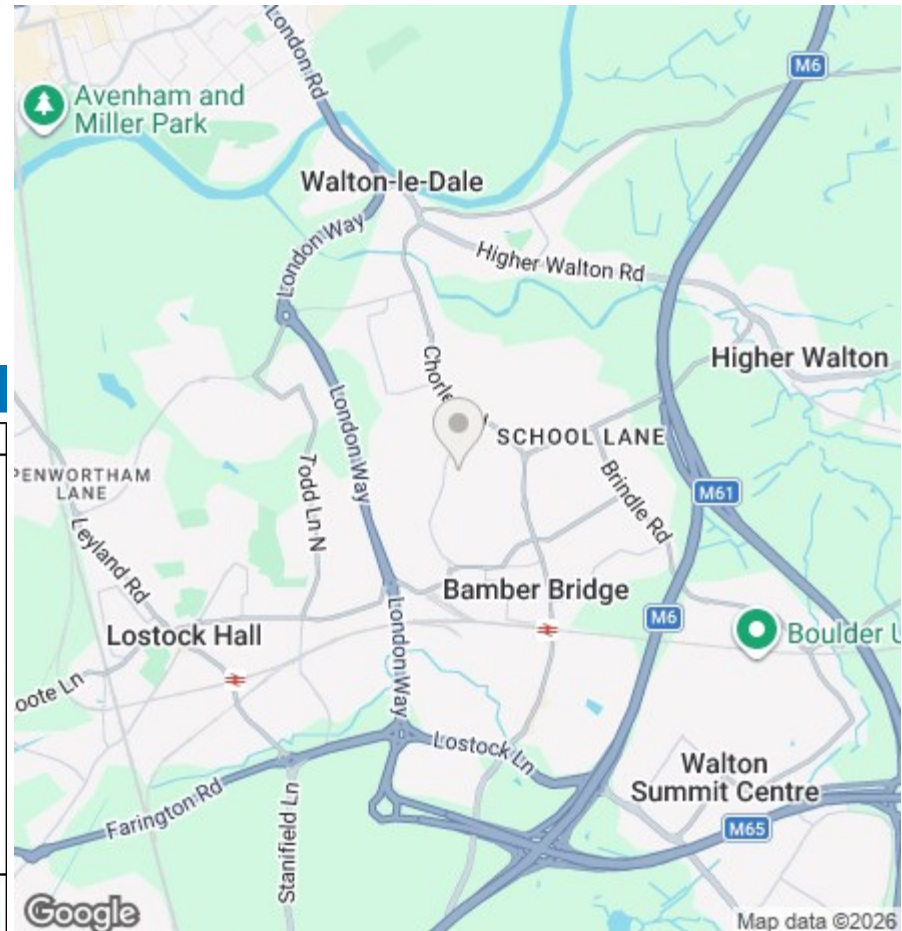 London Rd
M6
Avenham and
Miller Park
Walton-le-Dale
London Way
Higher Walton Rd
Higher Walton
London Way
SCHOOL LANE
Todd Ln N
Brindle Rd
PENWORTHAM
LANE
M61
Leyland Rd
Bamber Bridge
London Way
M6
Lostock Hall
Lostock Ln
Farington Rd
Stanifield Ln
Walton
Summit Centre
M65
Google
Map data ©2026